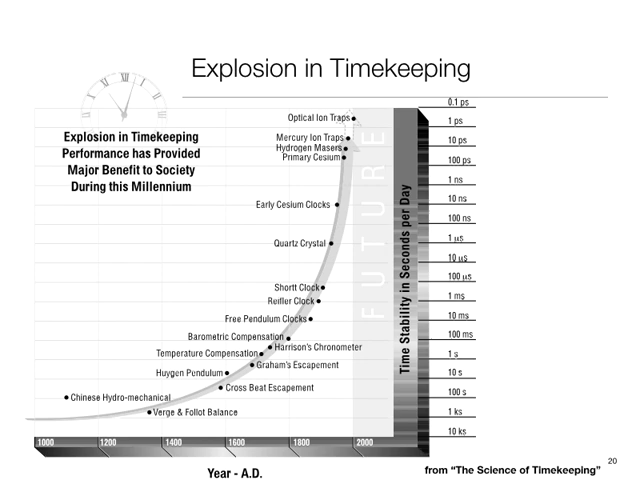 Explosion in Timekeeping
XII
Explosion in Timekeeping
Performance has Provided
Major Benefit to Society
During this Millennium
Optical Ion Traps
Mercury Ion Traps
Hydrogen Masers
Primary Cesium
Early Cesium Clocks
Quartz Crystal
Shortt Clock
Reifler Clock
Free Pendulum Clocks
Barometric Compensation
Harrison's Chronometer
Temperature Compensation
Graham's Escapement
Huygen Pendulum
Cross Beat Escapement
Chinese Hydro-mechanical
Verge & Follot Balance
FUTURE
Time Stability in Seconds per Day
0.1 ps
1 ps
10 ps
100 ps
1 ns
10 ns
100 ns
1 µs
10 µs
100 µs
1 ms
10 ms
100 ms
1 s
10 s
100 s
1 ks
10 ks
1000 1200 1400 1600 1800 2000
Year - A.D.
from “The Science of Timekeeping”
20